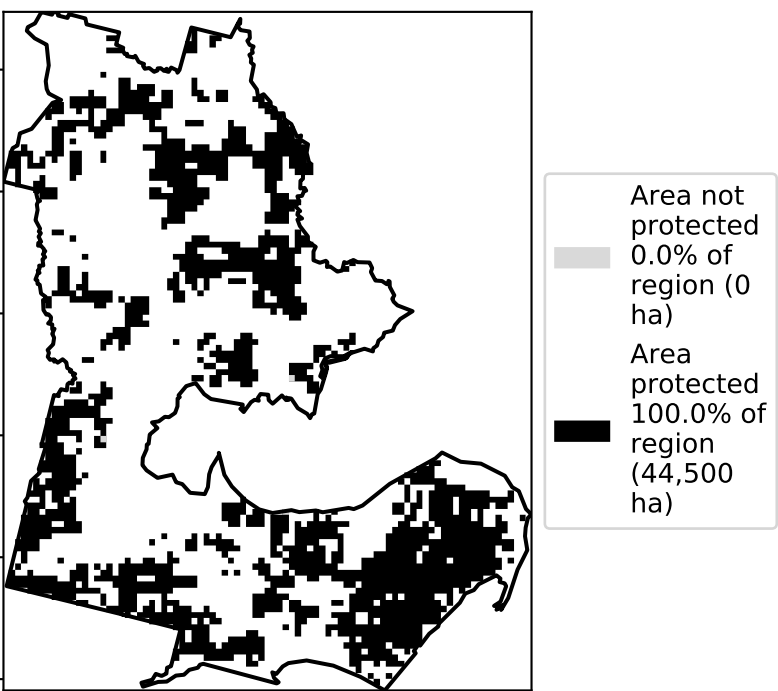 Area not
protected
0.0% of
region (0
ha)
Area
protected
100.0% of
region
(44,500
ha)